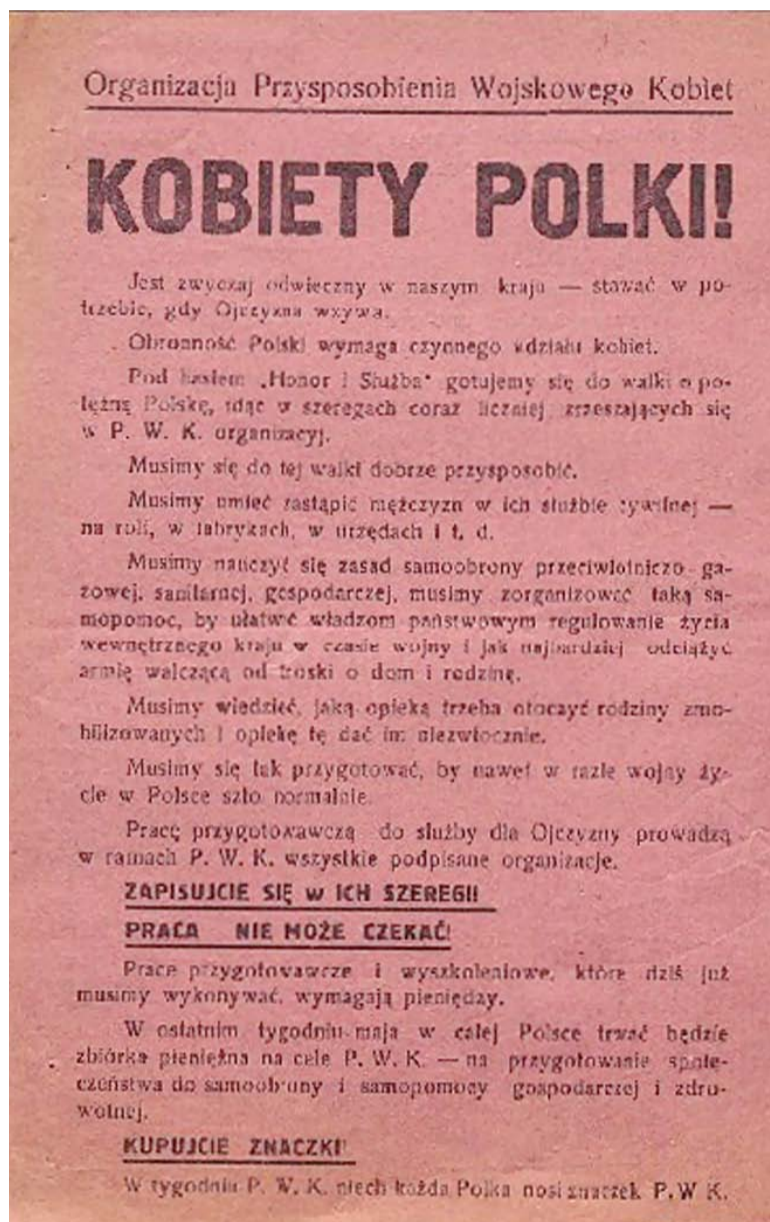 Organizacja Przysposobienia Wojskowego Kobiet
KOBIETY POLKI!
Jest zwyczaj odwieczny w naszym kraju — stawać w po-
trzebie, gdy Ojczyzna wzywa.
Obronność Polski wymaga czynnego udziału kobiet.
Pod hasłem „Honor i Służba" gotujemy się do walki o po-
tężną Polskę, idąc w szeregach coraz liczniej zrzeszających się
w P. W. K. organizacyj.
Musimy się do tej walki dobrze przysposobić.
Musimy umieć zastąpić mężczyzn w ich służbie cywilnej —
na roli, w fabrykach, w urzędach i t. d.
Musimy nauczyć się zasad samoobrony przeciwlotniczo-ga-
zowej, sanitarnej, gospodarczej, musimy zorganizować taką sa-
mopomoc, by ułatwić władzom państwowym regulowanie życia
wewnętrznego kraju w czasie wojny i jak najbardziej odciążyć
armię walczącą od troski o dom i rodzinę.
Musimy wiedzieć, jaką opieką trzeba otoczyć rodziny zmo-
bilizowanych i opiekę tę dać im niezwłocznie.
Musimy się tak przygotować, by nawet w razie wojny ży-
cie w Polsce szło normalnie.
Pracę przygotowawczą do służby dla Ojczyzny prowadzą
w ramach P. W. K. wszystkie podpisane organizacje.
ZAPISUJCIE SIĘ W ICH SZEREGI!
PRACA NIE MOŻE CZEKAĆ!
Prace przygotowawcze i wyszkoleniowe, które dziś już
musimy wykonywać, wymagają pieniędzy.
W ostatnim tygodniu maja w całej Polsce trwać będzie
zbiórka pieniężna na cele P. W. K. — na przygotowanie społe-
czeństwa do samoobrony i samopomocy gospodarczej i zdro-
wotnej.
KUPUJCIE ZNACZKI!
W tygodniu P. W. K. niech każda Polka nosi znaczek P. W K.